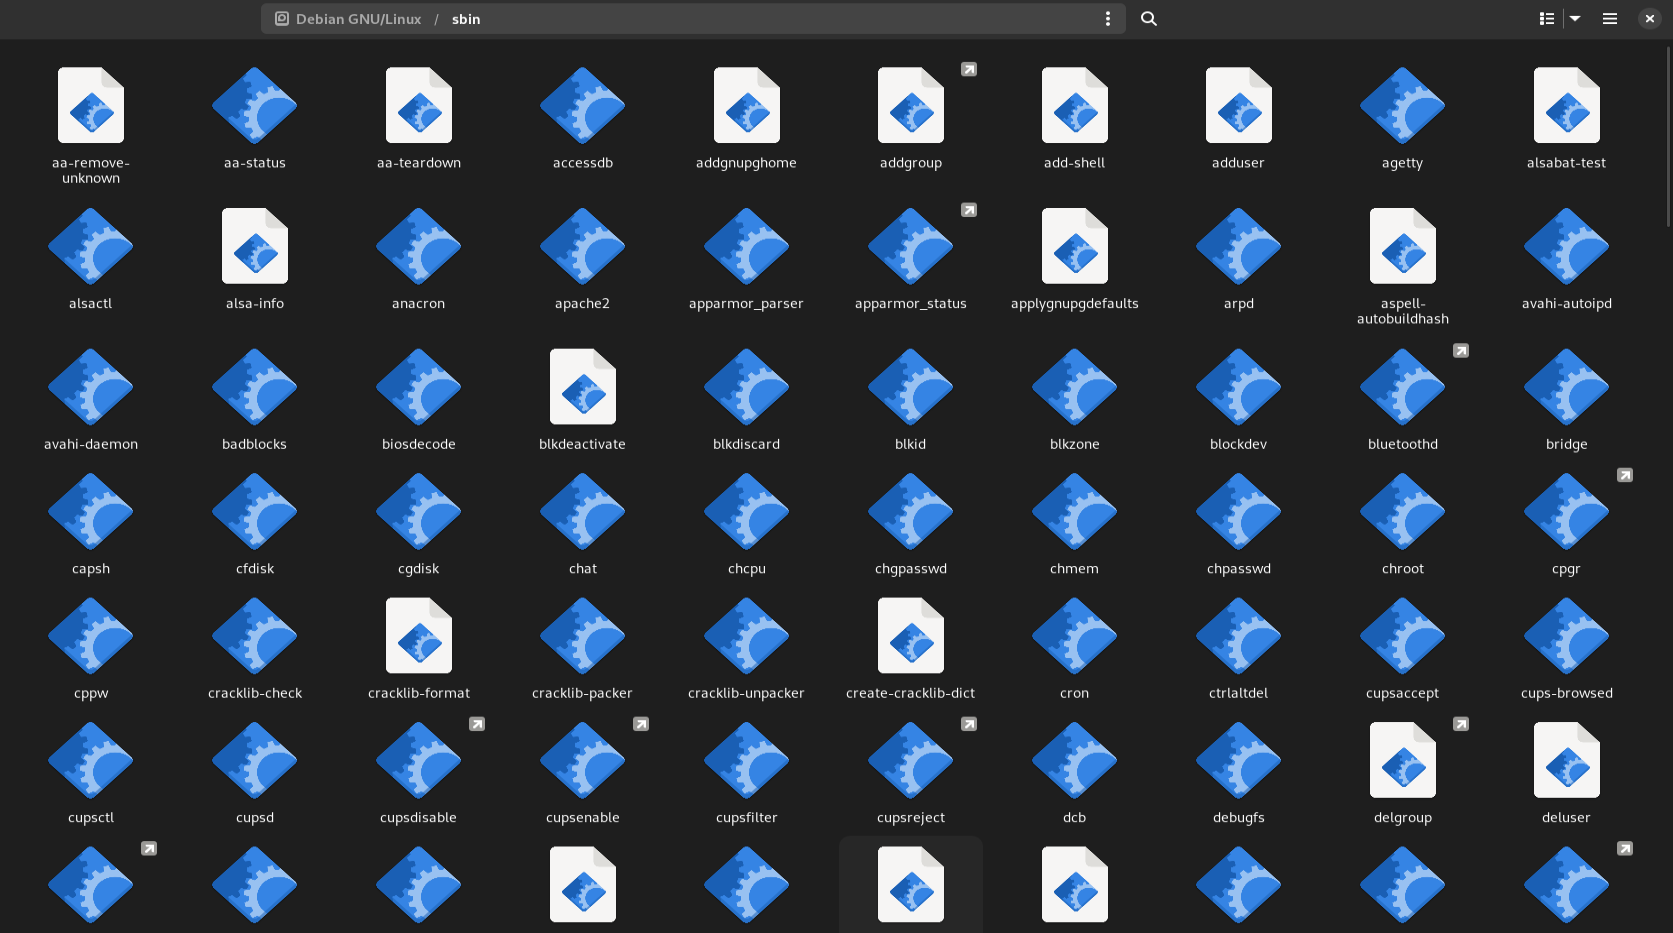 Debian GNU/Linux / sbin
aa-remove-
unknown
aa-status
aa-teardown
accessdb
addgnupghome
addgroup
add-shell
adduser
agetty
alsabat-test
alsactl
alsa-info
anacron
apache2
apparmor_parser
apparmor_status
applygnupgdefaults
arpd
aspell-
autobuildhash
avahi-autoipd
avahi-daemon
badblocks
biosdecode
blkdeactivate
blkdiscard
blkid
blkzone
blockdev
bluetoothd
bridge
capsh
cfdisk
cgdisk
chat
chcpu
chgpasswd
chmem
chpasswd
chroot
cpgr
cppw
cracklib-check
cracklib-format
cracklib-packer
cracklib-unpacker
create-cracklib-dict
cron
ctrlaltdel
cupsaccept
cups-browsed
cupsctl
cupsd
cupsdisable
cupsenable
cupsfilter
cupsreject
dcb
debugfs
delgroup
deluser